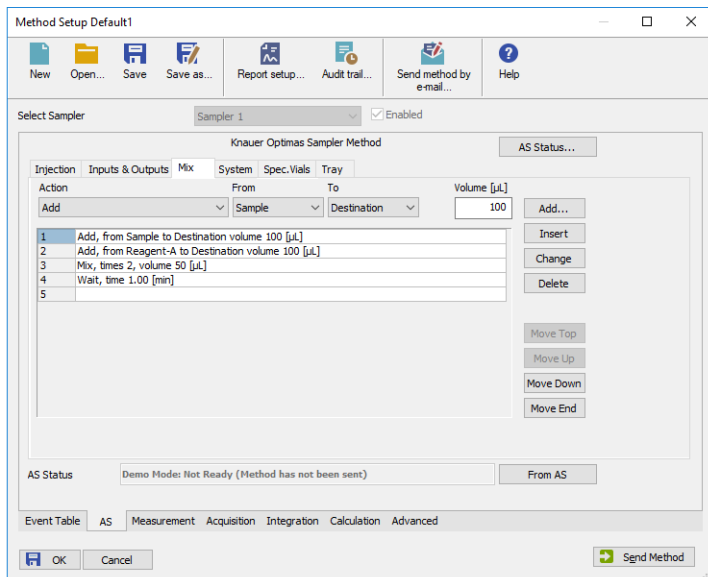 Method Setup Default1
New Open... Save Save as... Report setup... Audit trail... Send method by e-mail... Help
Select Sampler Sampler 1 Enabled
Knauer Optimas Sampler Method AS Status...
Injection Inputs & Outputs Mix System Spec.Vials Tray
Action From To Volume [µL]
Add Sample Destination 100 Add...
1 Add, from Sample to Destination volume 100 [µL]
Insert
2 Add, from Reagent-A to Destination volume 100 [µL]
3 Mix, times 2, volume 50 [µL]
Change
4 Wait, time 1.00 [min]
Delete
5
Move Top
Move Up
Move Down
Move End
AS Status Demo Mode: Not Ready (Method has not been sent) From AS
Event Table AS Measurement Acquisition Integration Calculation Advanced
OK Cancel Send Method